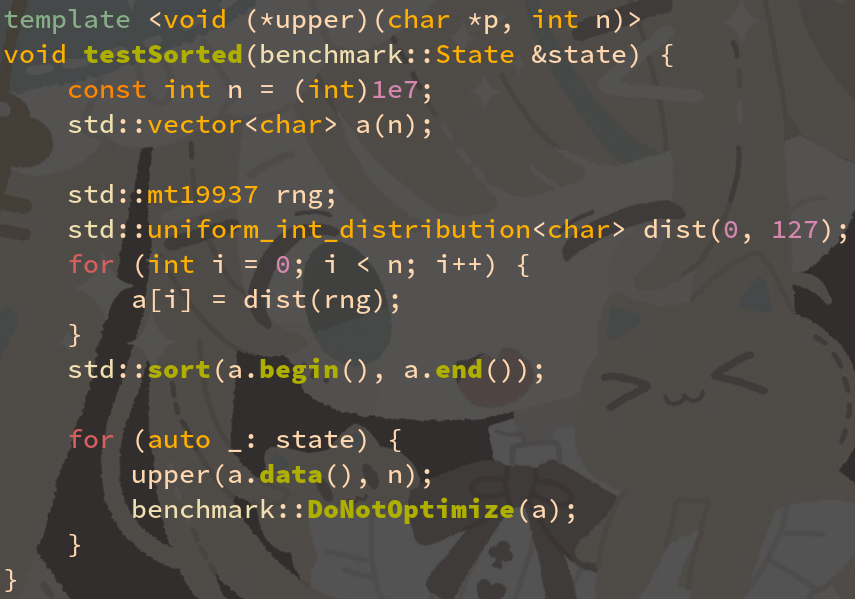 template <void (*upper)(char *p, int n)>
void testSorted(benchmark::State &state) {
    const int n = (int)1e7;
    std::vector<char> a(n);

    std::mt19937 rng;
    std::uniform_int_distribution<char> dist(0, 127);
    for (int i = 0; i < n; i++) {
        a[i] = dist(rng);
    }
    std::sort(a.begin(), a.end());

    for (auto _: state) {
        upper(a.data(), n);
        benchmark::DoNotOptimize(a);
    }
}